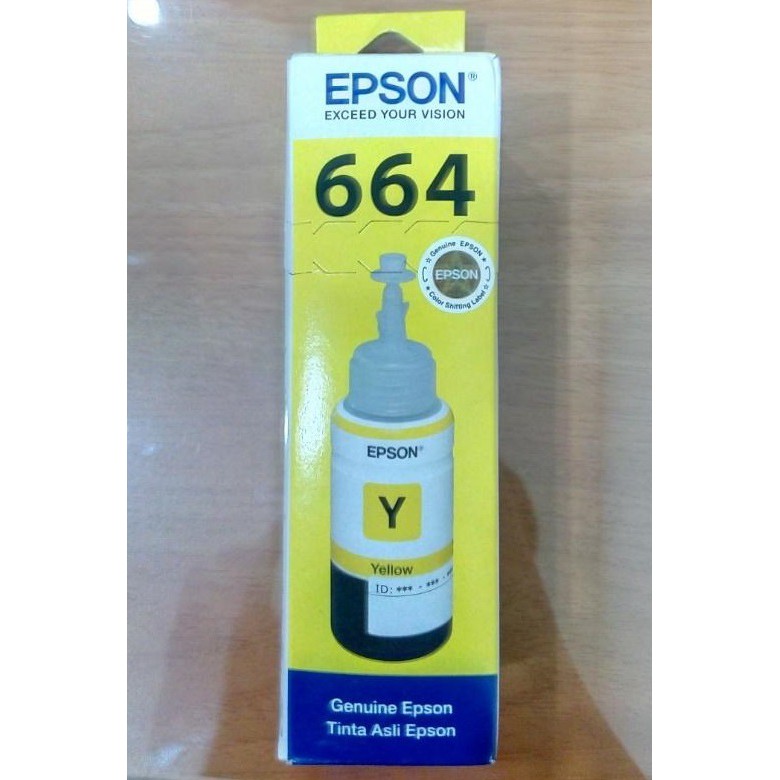 EPSON®
EXCEED YOUR VISION
664
☆ Genuine EPSON ★
EPSON
★ Color Shifting Label ☆
EPSON®
Y
Yellow
ID: *** - *** -
Genuine Epson
Tinta Asli Epson